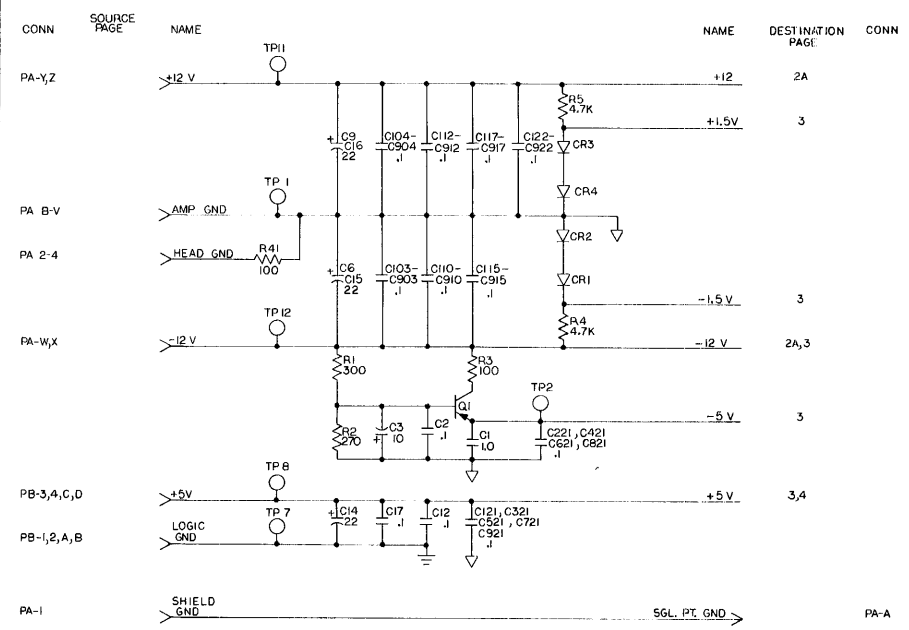 CONN
SOURCE
PAGE
NAME
NAME
DESTINATION
PAGE
CONN
TP11
PA-Y,Z
+12 V
+12
2A
R5
4.7K
+1.5V
3
+ C9
C16
22
C104-
C904
.1
C112-
C912
.1
C117-
C917
.1
C122-
C922
.1
CR3
CR4
TP 1
PA B-V
AMP GND
CR2
PA 2-4
HEAD GND
R41
100
+ C6
C15
22
C103-
C903
.1
C110-
C910
.1
C115-
C915
.1
CR1
-1.5 V
3
TP 12
R4
4.7K
PA-W,X
-12 V
-12 V
2A,3
R1
300
R3
100
Q1
TP2
-5 V
3
R2
270
C3
+ 10
C2
.1
C1
1.0
C221, C421
C621, C821
.1
TP 8
PB-3,4,C,D
+5V
+5 V
3,4
TP 7
+ C14
22
C17
.1
C12
.1
C121, C321
C521, C721
C921
.1
LOGIC
GND
PB-1,2,A,B
SHIELD
GND
PA-1
SGL. PT. GND
PA-A